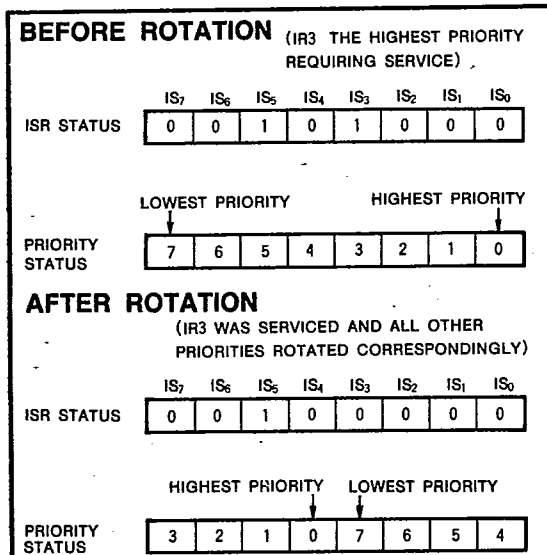 BEFORE ROTATION (IR3 THE HIGHEST PRIORITY
REQUIRING SERVICE)
IS7 IS6 IS5 IS4 IS3 IS2 IS1 IS0
ISR STATUS 0 0 1 0 1 0 0 0
LOWEST PRIORITY HIGHEST PRIORITY
PRIORITY
STATUS 7 6 5 4 3 2 1 0
AFTER ROTATION
(IR3 WAS SERVICED AND ALL OTHER
PRIORITIES ROTATED CORRESPONDINGLY)
IS7 IS6 IS5 IS4 IS3 IS2 IS1 IS0
ISR STATUS 0 0 1 0 0 0 0 0
HIGHEST PRIORITY LOWEST PRIORITY
PRIORITY
STATUS 3 2 1 0 7 6 5 4